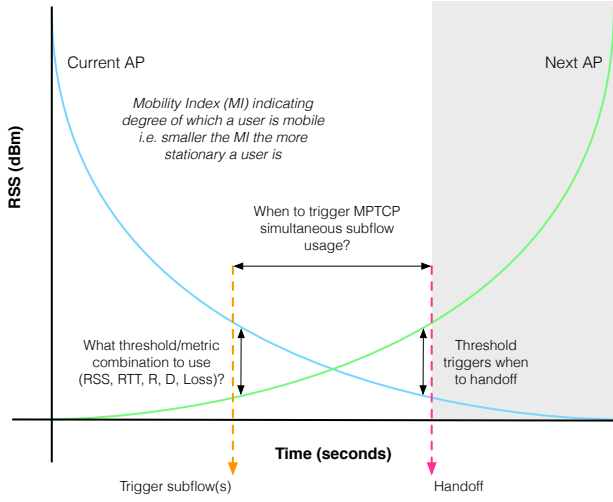 Current AP
Next AP
Mobility Index (MI) indicating
degree of which a user is mobile
i.e. smaller the MI the more
stationary a user is
RSS (dBm)
When to trigger MPTCP
simultaneous subflow
usage?
What threshold/metric
combination to use
(RSS, RTT, R, D, Loss)?
Threshold
triggers when
to handoff
Time (seconds)
Trigger subflow(s)
Handoff